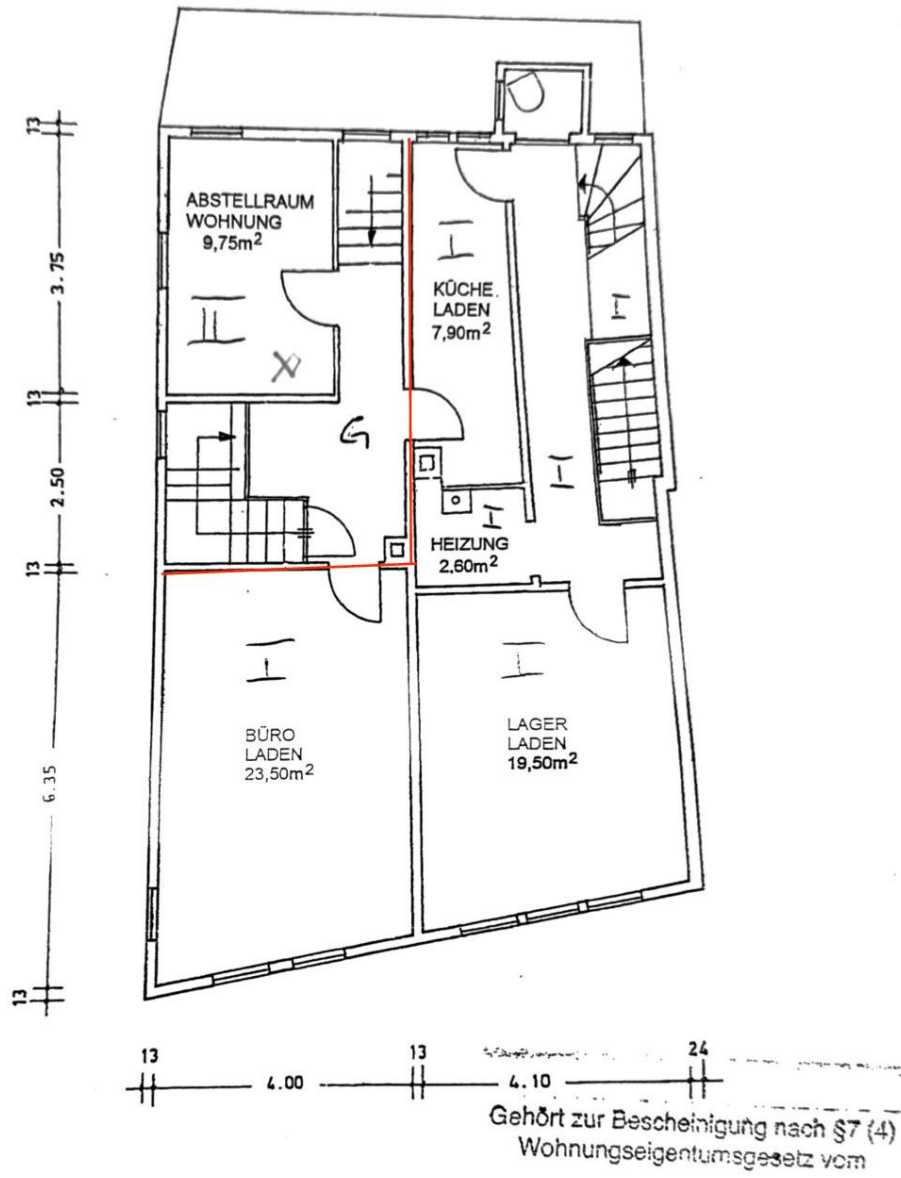 ABSTELLRAUM
WOHNUNG
9,75m²
II
X
KÜCHE
LADEN
7,90m²
I
I
G
I
HEIZUNG
2,60m²
I
I
BÜRO
LADEN
23,50m²
I
LAGER
LADEN
19,50m²
13
3.75
13
2.50
13
6.35
13
13
4.00
13
4.10
24
Gehört zur Bescheinigung nach §7 (4)
Wohnungseigentumsgesetz vom